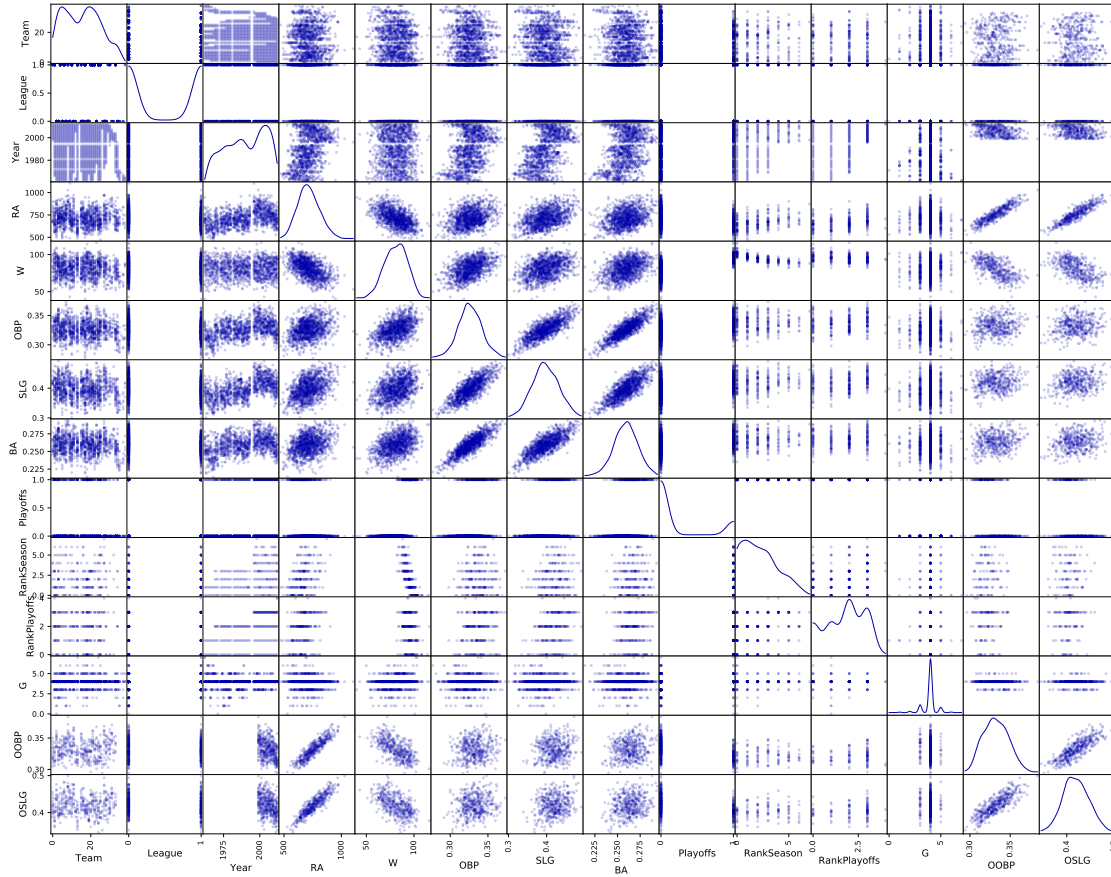 Team
20
0
League
1.0
0.5
0.0
Year
2000
1980
RA
1000
750
500
W
100
50
OBP
0.35
0.30
SLG
0.4
0.3
BA
0.275
0.250
0.225
Playoffs
1.0
0.5
0.0
RankSeason
5.0
2.5
0.0
RankPlayoffs
4
2
0
G
5.0
2.5
0.0
OOBP
0.35
0.30
OSLG
0.5
0.4
0 20 1 1975 2000 500 1000 50 100 0.30 0.35 0.3 0.4 0.225 0.250 0.275 1 0 5 0.0 2.5 0 5 0.30 0.35 0.4
Team League Year RA W OBP SLG BA Playoffs RankSeason RankPlayoffs G OOBP OSLG